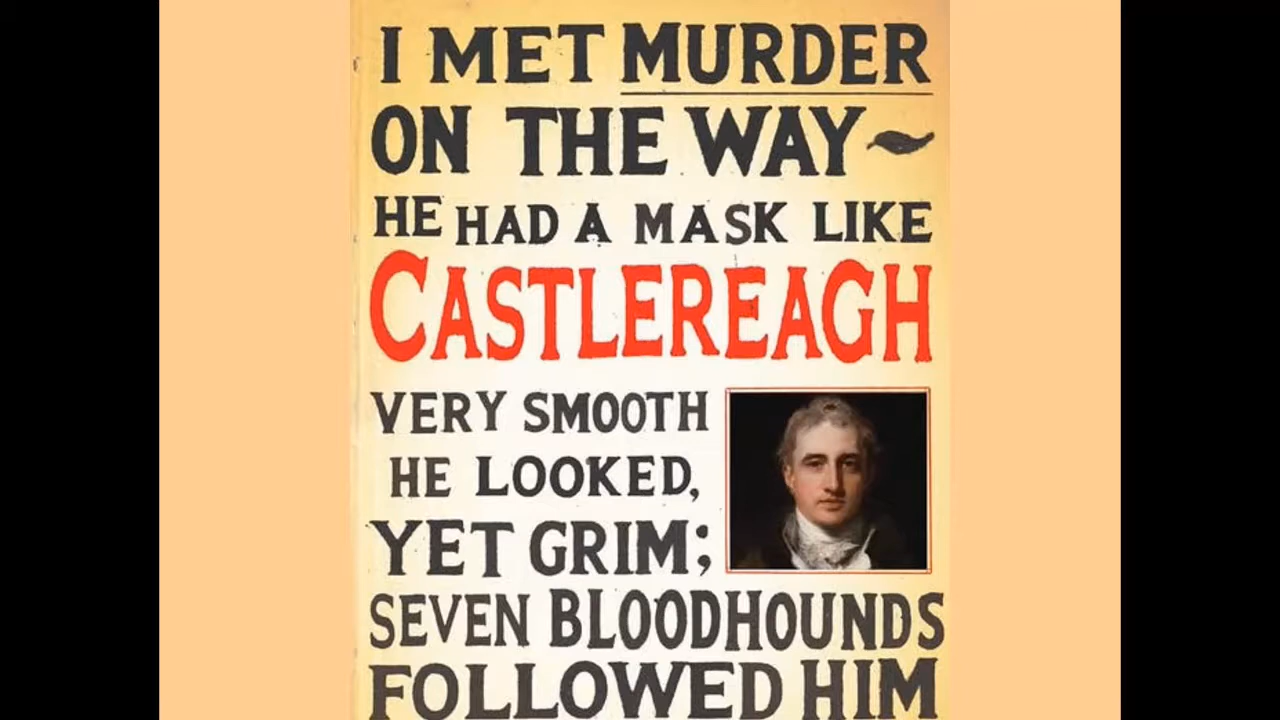 I MET MURDER
ON THE WAY~
HE HAD A MASK LIKE
CASTLEREAGH
VERY SMOOTH
HE LOOKED,
YET GRIM;
SEVEN BLOODHOUNDS
FOLLOWED HIM